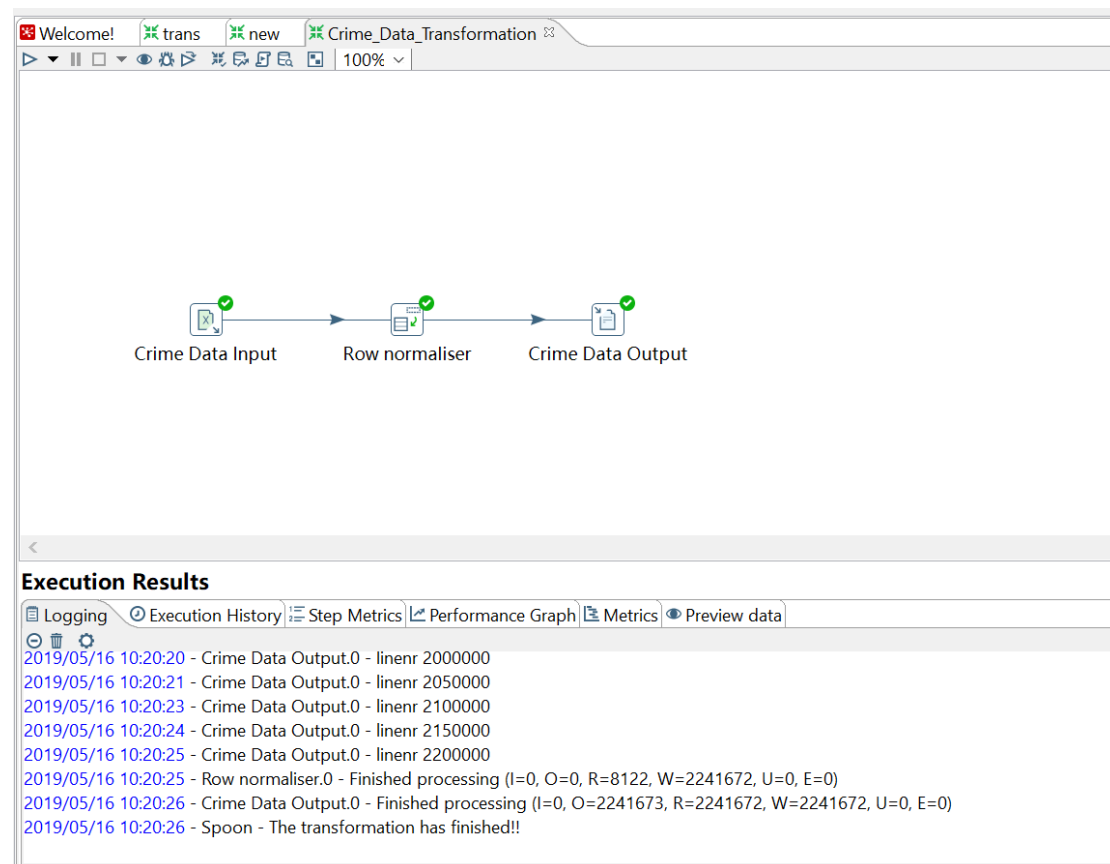 Welcome! trans new Crime_Data_Transformation
100%
Crime Data Input Row normaliser Crime Data Output
Execution Results
Logging Execution History Step Metrics Performance Graph Metrics Preview data
2019/05/16 10:20:20 - Crime Data Output.0 - linenr 2000000
2019/05/16 10:20:21 - Crime Data Output.0 - linenr 2050000
2019/05/16 10:20:23 - Crime Data Output.0 - linenr 2100000
2019/05/16 10:20:24 - Crime Data Output.0 - linenr 2150000
2019/05/16 10:20:25 - Crime Data Output.0 - linenr 2200000
2019/05/16 10:20:25 - Row normaliser.0 - Finished processing (I=0, O=0, R=8122, W=2241672, U=0, E=0)
2019/05/16 10:20:26 - Crime Data Output.0 - Finished processing (I=0, O=2241673, R=2241672, W=2241672, U=0, E=0)
2019/05/16 10:20:26 - Spoon - The transformation has finished!!